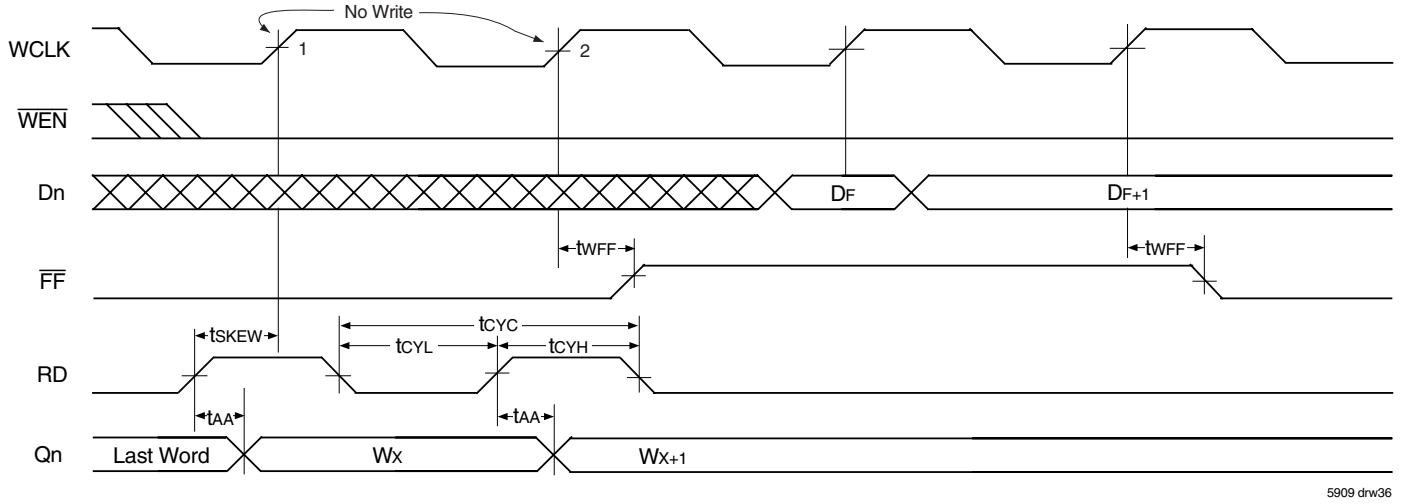 No Write
WCLK
1
2
WEN
Dn
DF
DF+1
tWFF
tWFF
FF
tSKEW
tCYC
tCYL
tCYH
RD
tAA
tAA
Qn
Last Word
WX
WX+1
5909 drw36